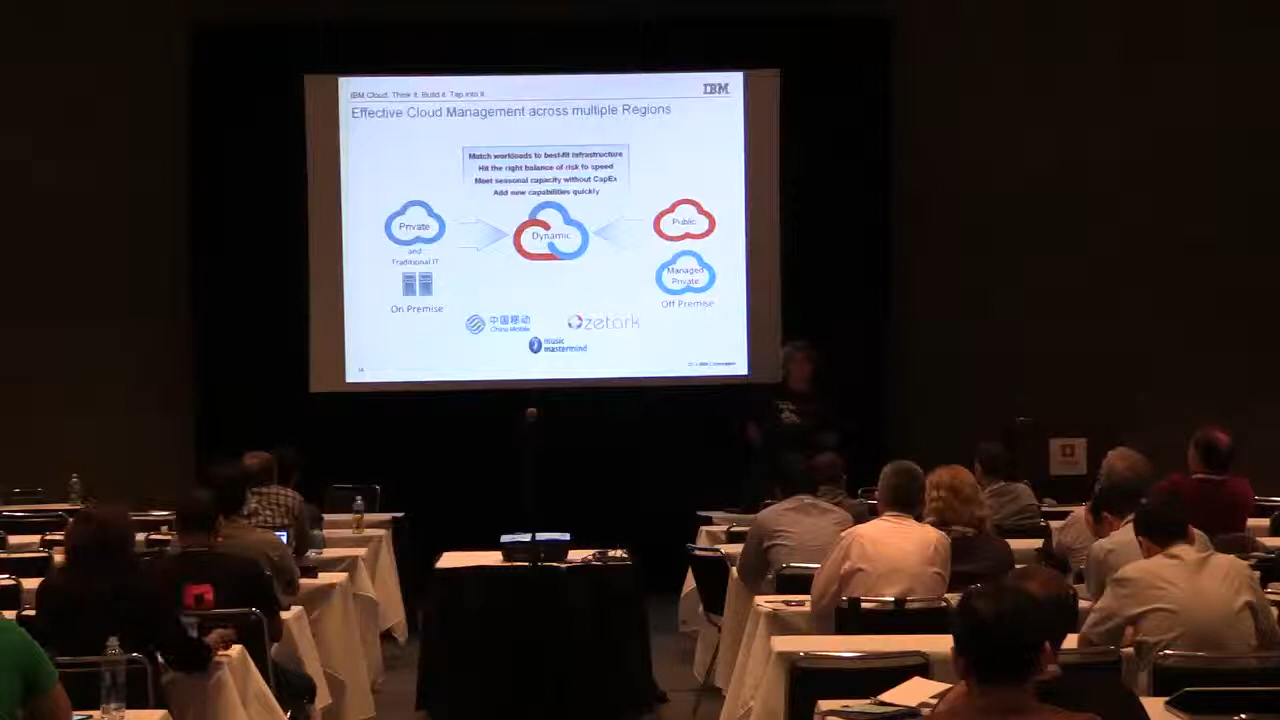 IBM Cloud. Think it. Build it. Tap into it.
IBM
Effective Cloud Management across multiple Regions
Match workloads to best-fit infrastructure
Hit the right balance of risk to speed
Meet seasonal capacity without CapEx
Add new capabilities quickly
Private
Dynamic
Public
and
Traditional IT
Managed
Private
On Premise
Off Premise
中国移动
China Mobile
zetark
music
mastermind